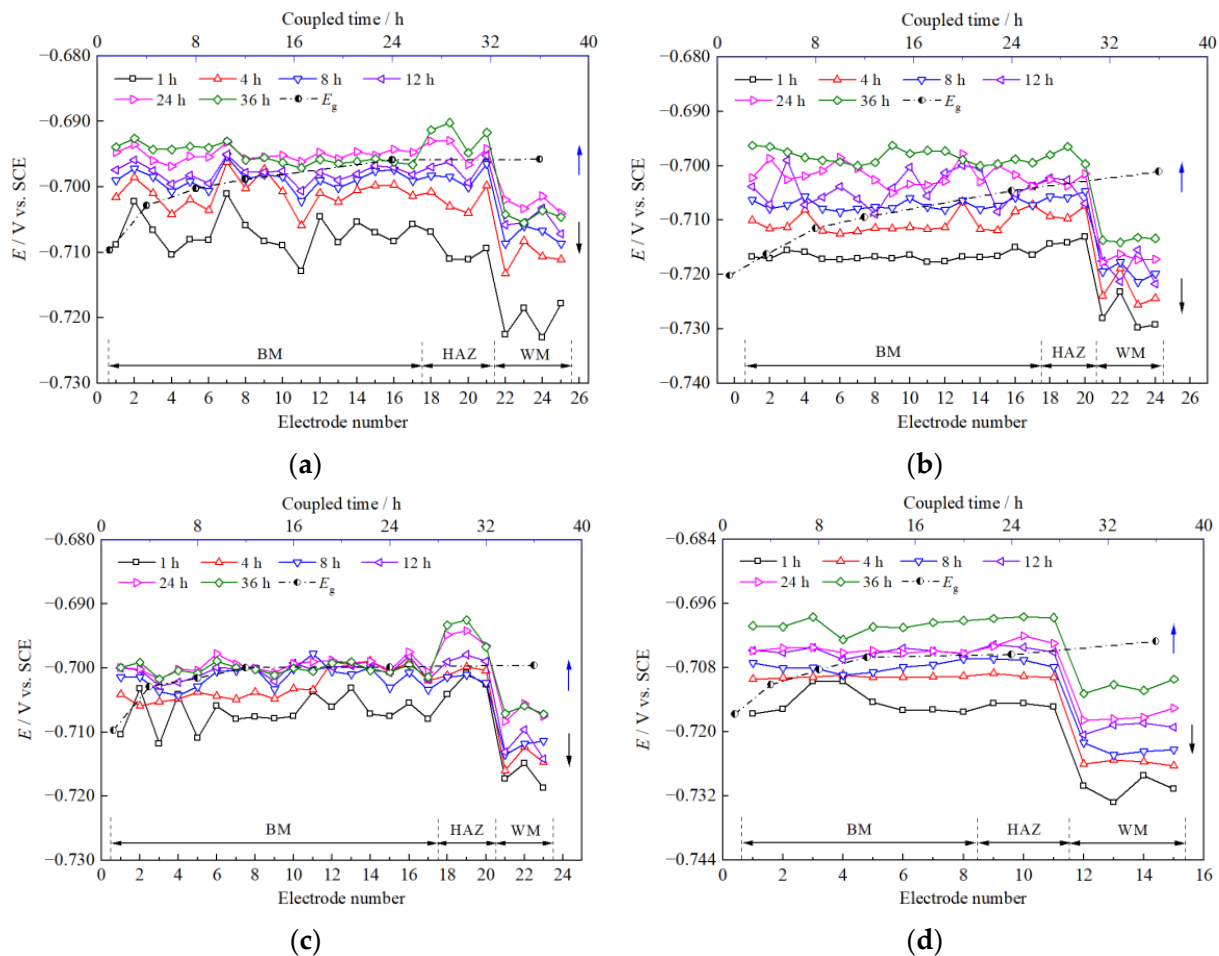 Coupled time / h
0 8 16 24 32 40
−0.680
−0.690
−0.700
−0.710
−0.720
−0.730
E / V vs. SCE
1 h 4 h 8 h 12 h
24 h 36 h Eg
BM HAZ WM
0 2 4 6 8 10 12 14 16 18 20 22 24 26
Electrode number
(a)
Coupled time / h
0 8 16 24 32 40
−0.680
−0.690
−0.700
−0.710
−0.720
−0.730
−0.740
E / V vs. SCE
1 h 4 h 8 h 12 h
24 h 36 h Eg
BM HAZ WM
0 2 4 6 8 10 12 14 16 18 20 22 24 26
Electrode number
(b)
Coupled time / h
0 8 16 24 32 40
−0.680
−0.690
−0.700
−0.710
−0.720
−0.730
E / V vs. SCE
1 h 4 h 8 h 12 h
24 h 36 h Eg
BM HAZ WM
0 2 4 6 8 10 12 14 16 18 20 22 24
Electrode number
(c)
Coupled time / h
0 8 16 24 32 40
−0.684
−0.696
−0.708
−0.720
−0.732
−0.744
E / V vs. SCE
1 h 4 h 8 h 12 h
24 h 36 h Eg
BM HAZ WM
0 2 4 6 8 10 12 14 16
Electrode number
(d)